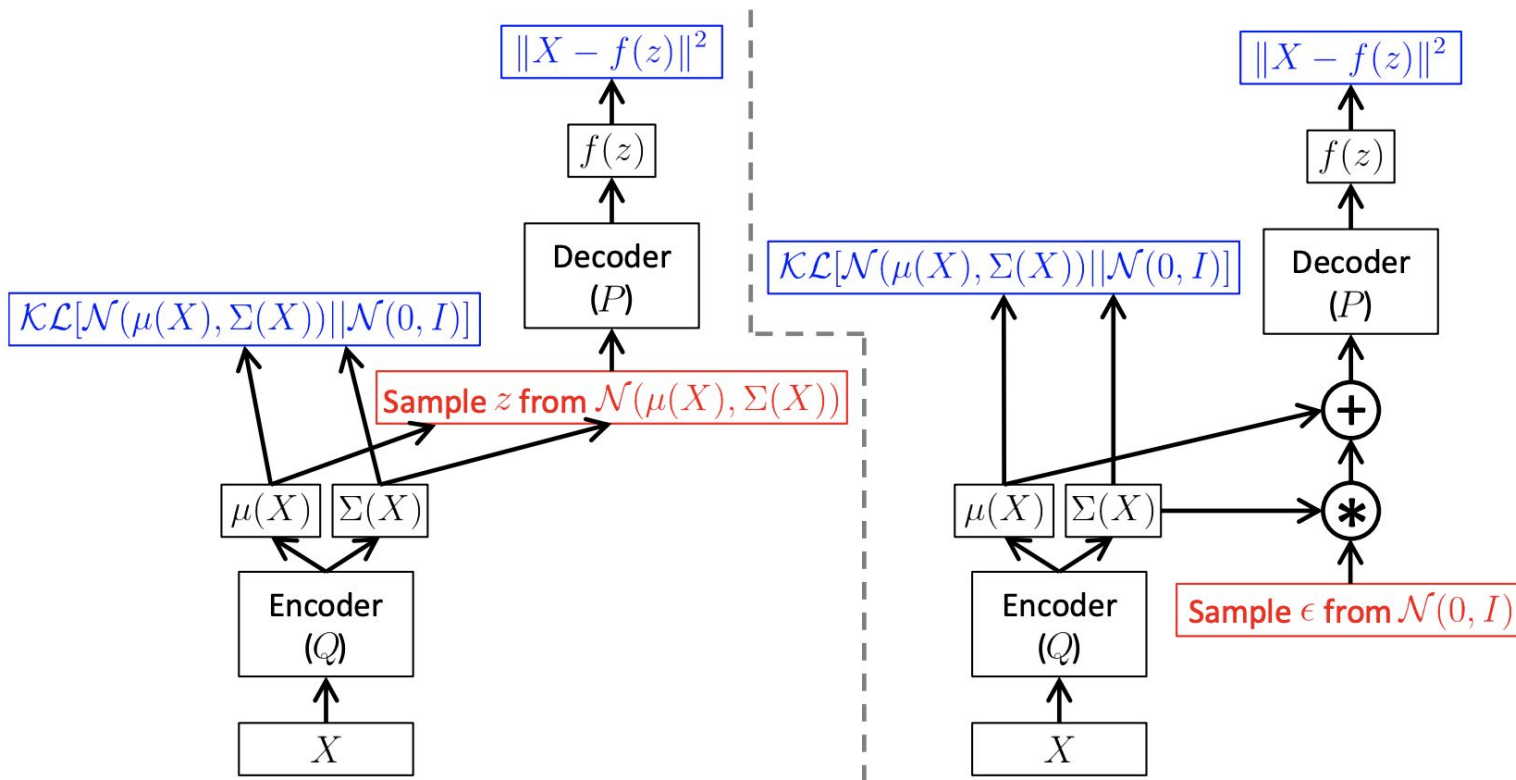 ‖X − f(z)‖²
f(z)
Decoder
(P)
𝒦ℒ[𝒩(μ(X), Σ(X))||𝒩(0, I)]
Sample z from 𝒩(μ(X), Σ(X))
μ(X)
Σ(X)
Encoder
(Q)
X
‖X − f(z)‖²
f(z)
𝒦ℒ[𝒩(μ(X), Σ(X))||𝒩(0, I)]
Decoder
(P)
+
μ(X)
Σ(X)
*
Encoder
(Q)
Sample ϵ from 𝒩(0, I)
X